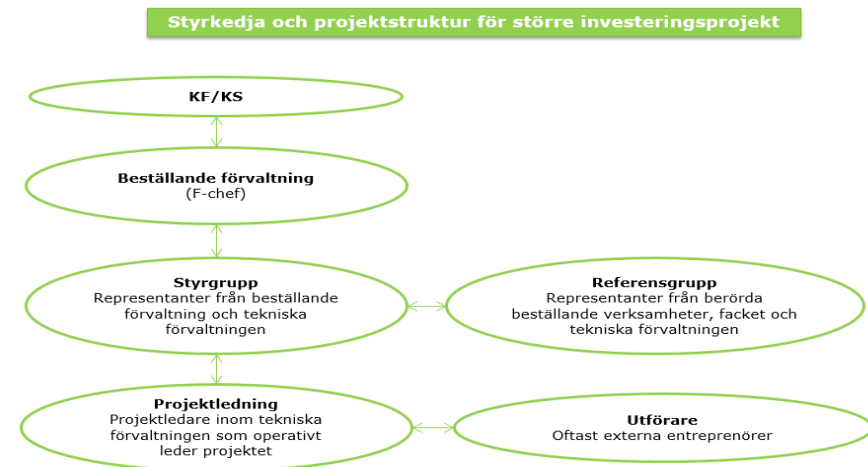 Styrkedja och projektstruktur för större investeringsprojekt
KF/KS
Beställande förvaltning
(F-chef)
Styrgrupp
Representanter från beställande
förvaltning och tekniska
förvaltningen
Referensgrupp
Representanter från berörda
beställande verksamheter, facket och
tekniska förvaltningen
Projektledning
Projektledare inom tekniska
förvaltningen som operativt
leder projektet
Utförare
Oftast externa entreprenörer